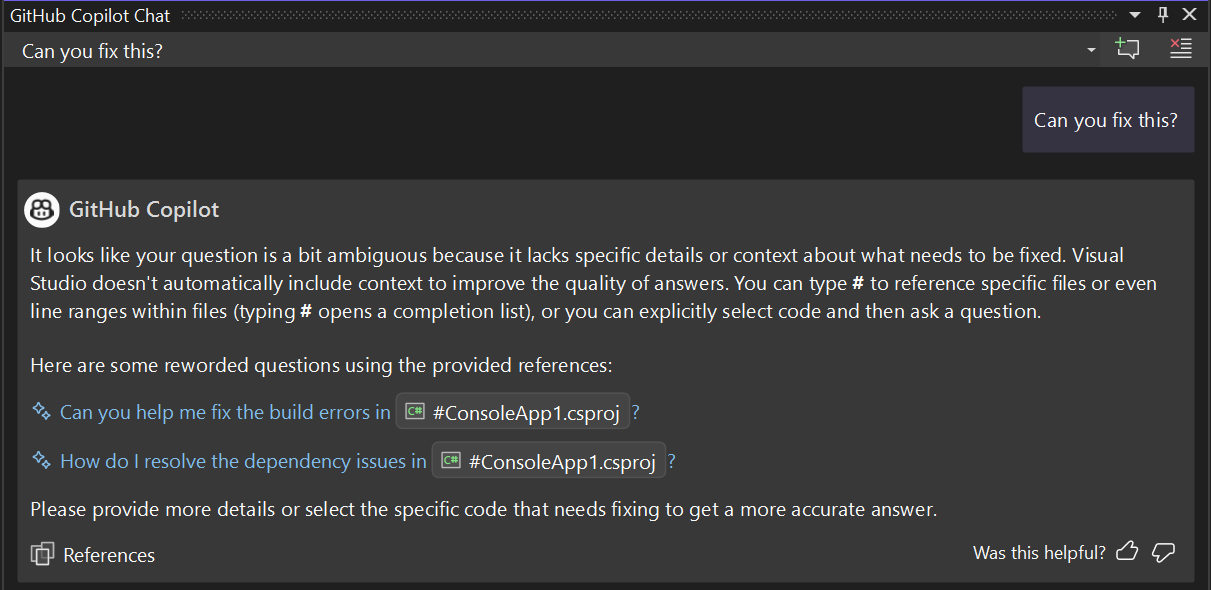 GitHub Copilot Chat
Can you fix this?
Can you fix this?
GitHub Copilot
It looks like your question is a bit ambiguous because it lacks specific details or context about what needs to be fixed. Visual
Studio doesn't automatically include context to improve the quality of answers. You can type # to reference specific files or even
line ranges within files (typing # opens a completion list), or you can explicitly select code and then ask a question.
Here are some reworded questions using the provided references:
Can you help me fix the build errors in C# #ConsoleApp1.csproj ?
How do I resolve the dependency issues in C# #ConsoleApp1.csproj ?
Please provide more details or select the specific code that needs fixing to get a more accurate answer.
References
Was this helpful?